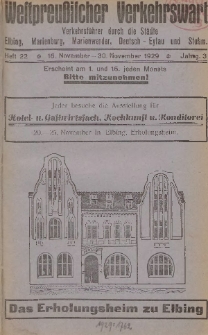 Westpreußischer Verkehrswart
Verkehrsführer durch die Städte
Elbing, Marienburg, Marienwerder, Deutsch-Eylau und Stuhm.
Heft 22 16. November – 30. November 1929 Jahrg. 3
Erscheint am 1. und 16. jeden Monats
Bitte mitzunehmen!
Jeder besuche die Ausstellung für
Hotel- u. Gastwirtsfach, Kochkunst u. Konditorei
20.-25. November in Elbing, Erholungsheim
Das Erholungsheim zu Elbing